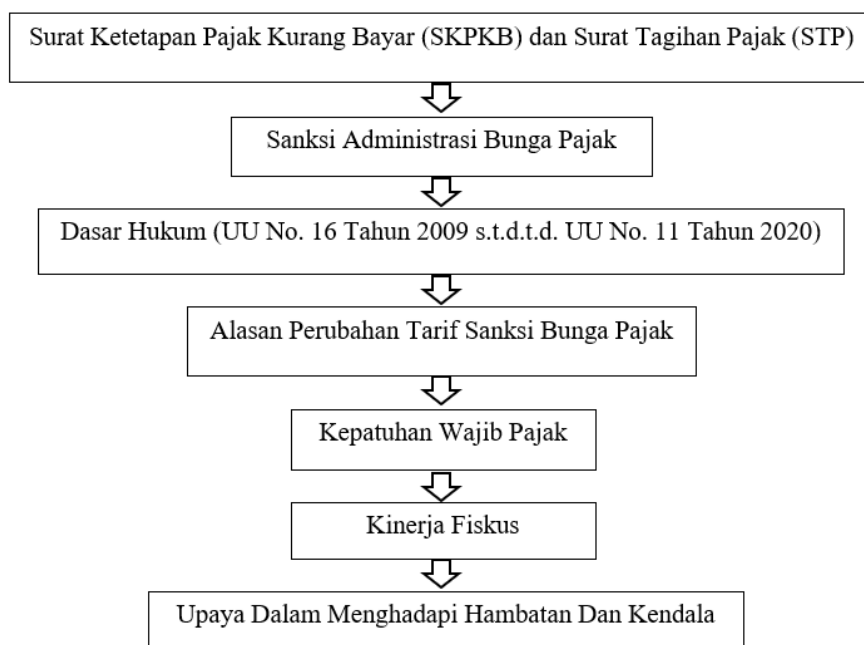 Surat Ketetapan Pajak Kurang Bayar (SKPKB) dan Surat Tagihan Pajak (STP)
Sanksi Administrasi Bunga Pajak
Dasar Hukum (UU No. 16 Tahun 2009 s.t.d.t.d. UU No. 11 Tahun 2020)
Alasan Perubahan Tarif Sanksi Bunga Pajak
Kepatuhan Wajib Pajak
Kinerja Fiskus
Upaya Dalam Menghadapi Hambatan Dan Kendala